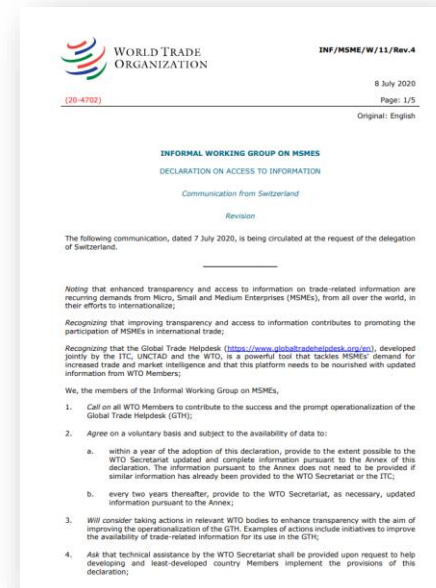 WORLD TRADE
ORGANIZATION
INF/MSME/W/11/Rev.4
8 July 2020
(20-4702)
Page: 1/5
Original: English
INFORMAL WORKING GROUP ON MSMES
DECLARATION ON ACCESS TO INFORMATION
Communication from Switzerland
Revision
The following communication, dated 7 July 2020, is being circulated at the request of the delegation
of Switzerland.
Noting that enhanced transparency and access to information on trade-related information are
recurring demands from Micro, Small and Medium Enterprises (MSMEs), from all over the world, in
their efforts to internationalize;
Recognizing that improving transparency and access to information contributes to promoting the
participation of MSMEs in international trade;
Recognizing that the Global Trade Helpdesk (https://www.globaltradehelpdesk.org/en), developed
jointly by the ITC, UNCTAD and the WTO, is a powerful tool that tackles MSMEs' demand for
increased trade and market intelligence and that this platform needs to be nourished with updated
information from WTO Members;
We, the members of the Informal Working Group on MSMEs,
1. Call on all WTO Members to contribute to the success and the prompt operationalization of the
Global Trade Helpdesk (GTH);
2. Agree on a voluntary basis and subject to the availability of data to:
a. within a year of the adoption of this declaration, provide to the extent possible to the
WTO Secretariat updated and complete information pursuant to the Annex of this
declaration. The information pursuant to the Annex does not need to be provided if
similar information has already been provided to the WTO Secretariat or the ITC;
b. every two years thereafter, provide to the WTO Secretariat, as necessary, updated
information pursuant to the Annex;
3. Will consider taking actions in relevant WTO bodies to enhance transparency with the aim of
improving the operationalization of the GTH. Examples of actions include initiatives to improve
the availability of trade-related information for its use in the GTH;
4. Ask that technical assistance by the WTO Secretariat shall be provided upon request to help
developing and least-developed country Members implement the provisions of this
declaration;